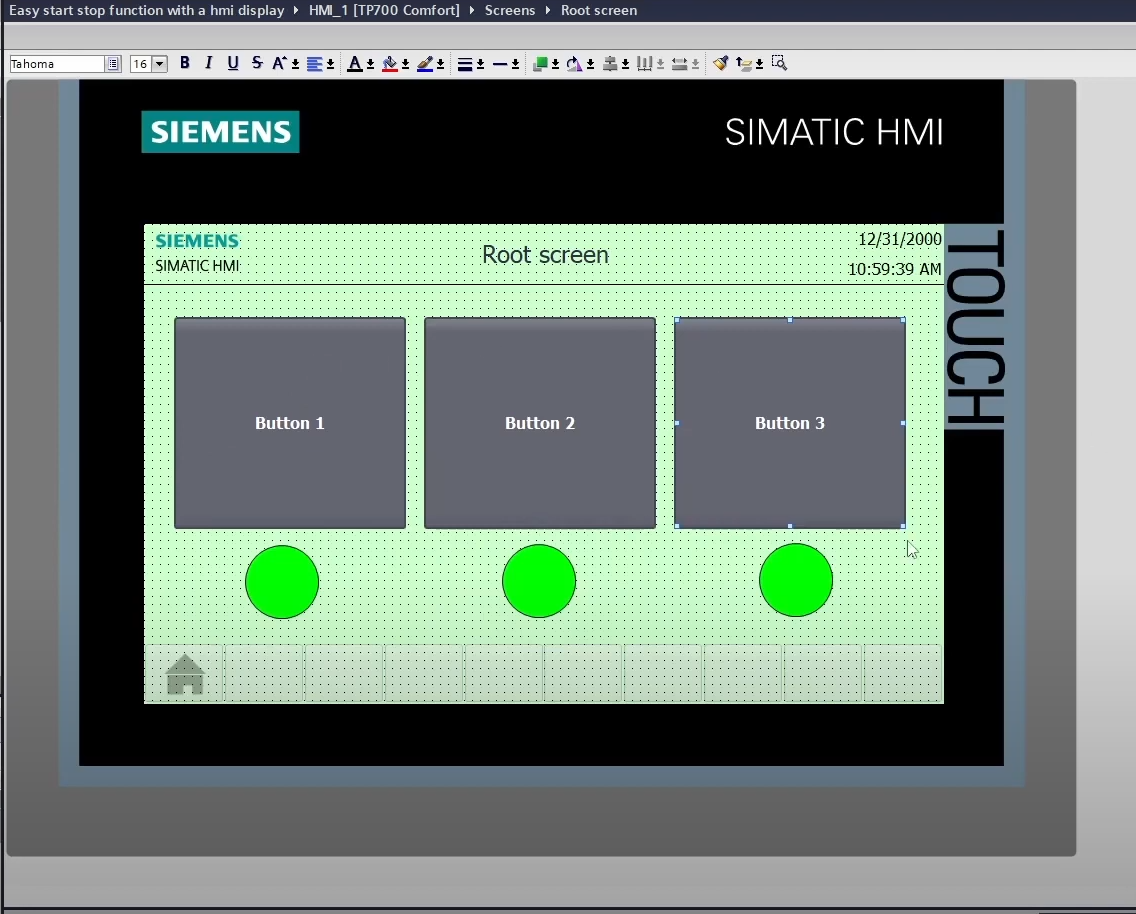 Easy start stop function with a hmi display ▸ HMI_1 [TP700 Comfort] ▸ Screens ▸ Root screen
Tahoma 16 B I U S A A
SIEMENS
SIMATIC HMI
SIEMENS
SIMATIC HMI
Root screen
12/31/2000
10:59:39 AM
TOUCH
Button 1
Button 2
Button 3